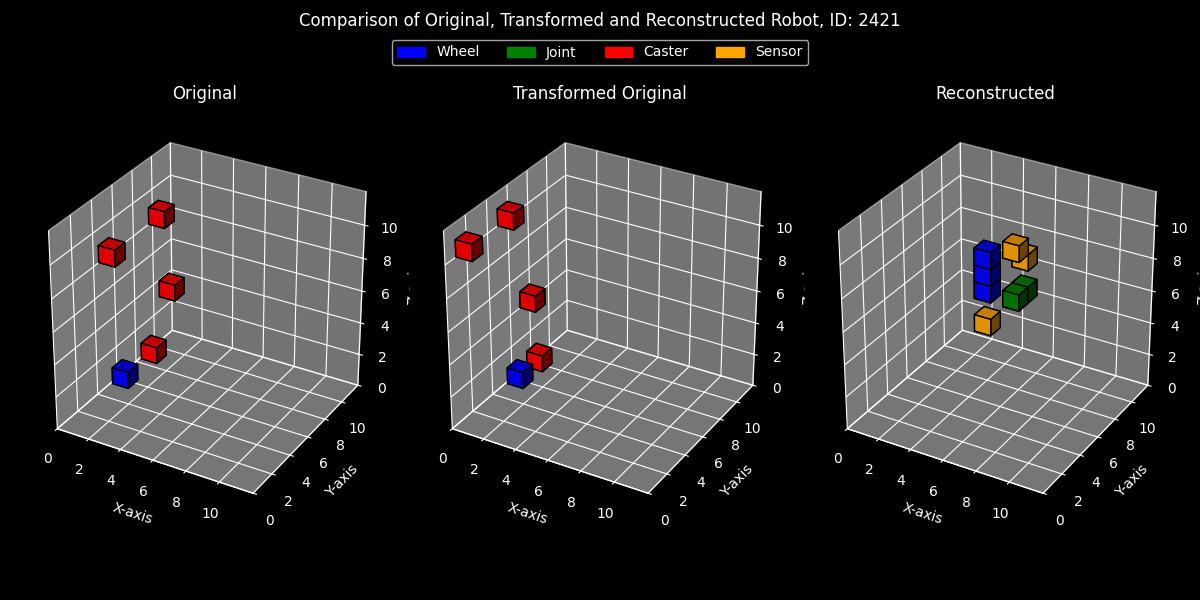 Comparison of Original, Transformed and Reconstructed Robot, ID: 2421
Wheel Joint Caster Sensor
Original Transformed Original Reconstructed
10 10 10
8 8 8
6 6 6
4 4 4
2 2 2
0 0 0
10 10 10
8 8 8
6 6 6
4 4 4
2 2 2
0 0 0
0 2 4 6 8 10 0 2 4 6 8 10 0 2 4 6 8 10
X-axis Y-axis X-axis Y-axis X-axis Y-axis